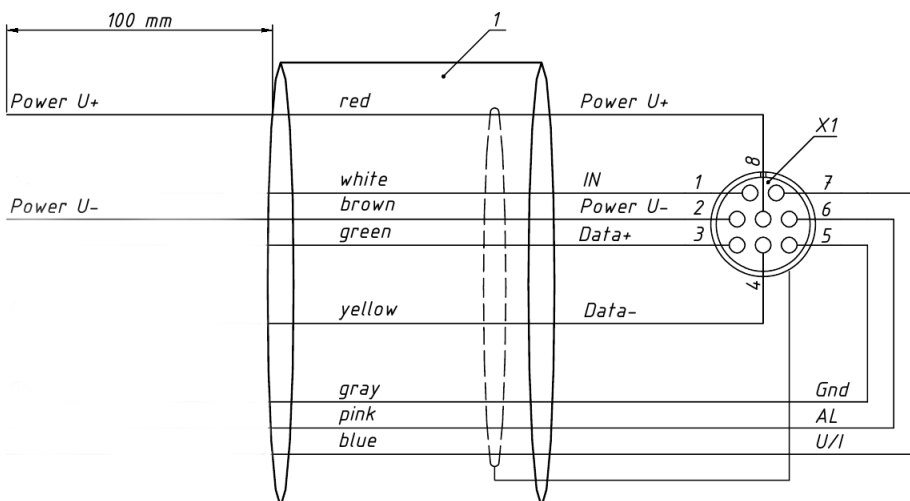 100 mm
1
Power U+ red Power U+
X1
8
white IN 1 7
Power U- brown Power U- 2 6
green Data+ 3 5
4
yellow Data-
gray Gnd
pink AL
blue U/I